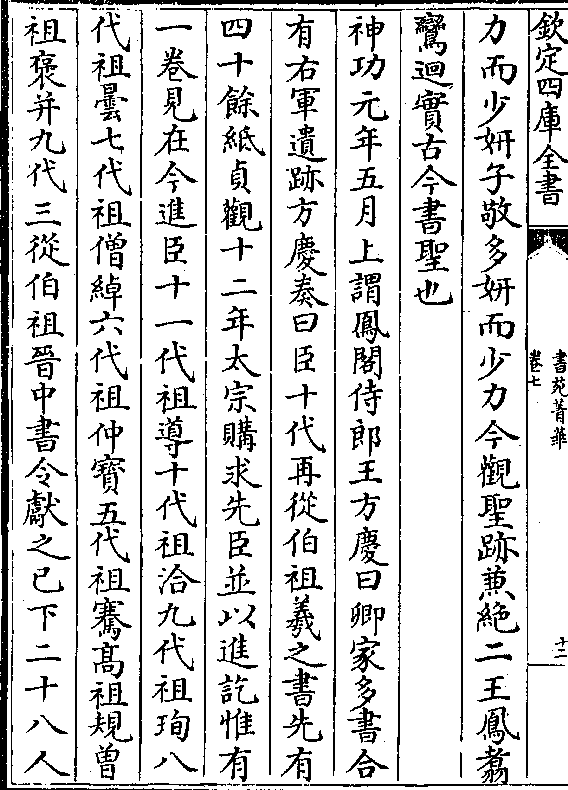 欽定四庫全書
書苑菁華
卷七
十二
力而少妍子敬多妍而少力今觀聖跡兼絶二王鳳翥
鸞迴實古今書聖也
神功元年五月上謂鳳閣侍郎王方慶曰卿家多書合
有右軍遺跡方慶奏曰臣十代再從伯祖羲之書先有
四十餘紙貞觀十二年太宗購求先臣並以進訖惟有
一卷見在今進臣十一代祖導十代祖洽九代祖珣八
代祖曇七代祖僧綽六代祖仲寳五代祖騫髙祖規曽
祖褒并九代三從伯祖晉中書令獻之已下二十八人